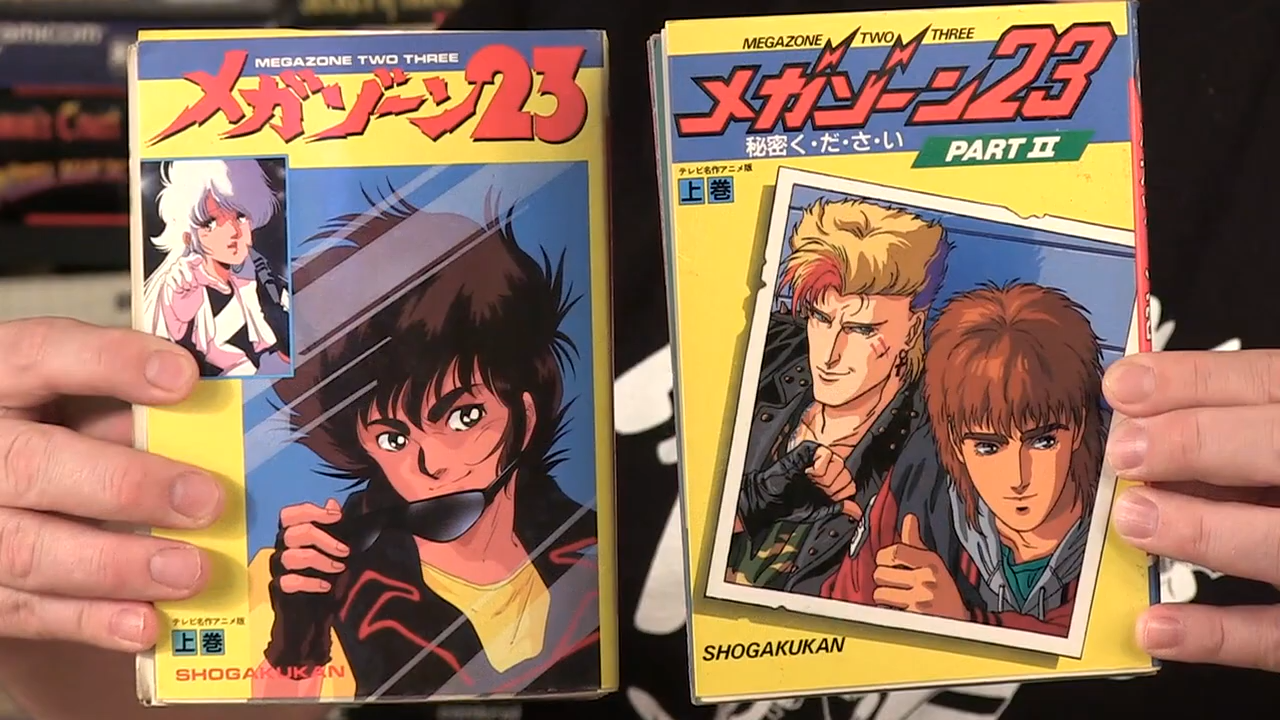 MEGAZONE TWO THREE
メガゾーン23
テレビ名作アニメ版
上巻
SHOGAKUKAN
MEGAZONE TWO THREE
メガゾーン23
秘密く・だ・さ・い
PART II
テレビ名作アニメ版
上巻
SHOGAKUKAN